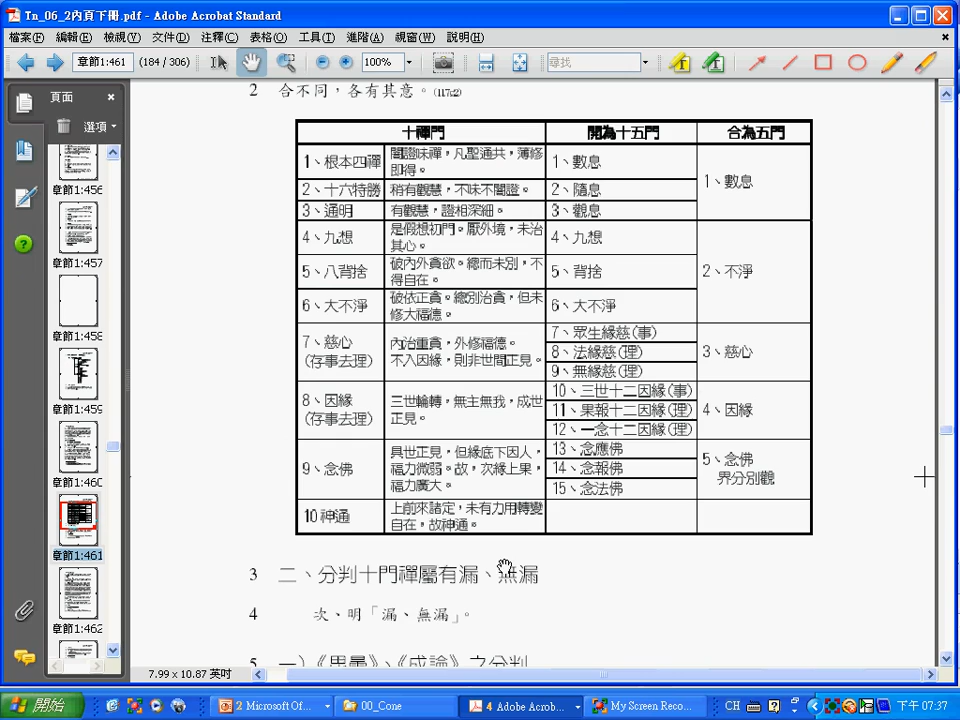 Tn_06_2內頁下冊.pdf - Adobe Acrobat Standard
檔案(F) 編輯(E) 檢視(V) 文件(D) 注釋(C) 表格(O) 工具(T) 進階(A) 視窗(W) 說明(H)
章節1:461 (184 / 306) 100% 尋找
頁面
選項
章節1:456
章節1:457
章節1:458
章節1:459
章節1:460
章節1:461
章節1:462
2 合不同，各有其意。(117c2)
十禪門 開為十五門 合為五門
1、根本四禪 闇證味禪，凡聖通共，薄修即得。 1、數息 1、數息
2、十六特勝 稍有觀慧，不味不闇證。 2、隨息
3、通明 有觀慧，證相深細。 3、觀息
4、九想 是假想初門。厭外境，未治其心。 4、九想 2、不淨
5、八背捨 破內外貪欲。總而未別，不得自在。 5、背捨
6、大不淨 破依正貪。總別治貪，但未修大福德。 6、大不淨
7、慈心(存事去理) 內治重貪，外修福德。不入因緣，則非世間正見。 7、眾生緣慈(事) 3、慈心
8、法緣慈(理)
9、無緣慈(理)
8、因緣(存事去理) 三世輪轉，無主無我，成世正見。 10、三世十二因緣(事) 4、因緣
11、果報十二因緣(理)
12、一念十二因緣(理)
9、念佛 具世正見，但緣底下因人，福力微弱。故，次緣上果，福力廣大。 13、念應佛 5、念佛 界分別觀
14、念報佛
15、念法佛
10神通 上前來諸定，未有力用轉變自在，故神通。
3 二、分判十門禪屬有漏、無漏
4 次、明「漏、無漏」。
5 一）《毘曇》、《成論》之分判
7.99 x 10.87 英吋
開始 2 Microsoft Of... 00_Cone 4 Adobe Acrob... My Screen Reco... CH 下午 07:37